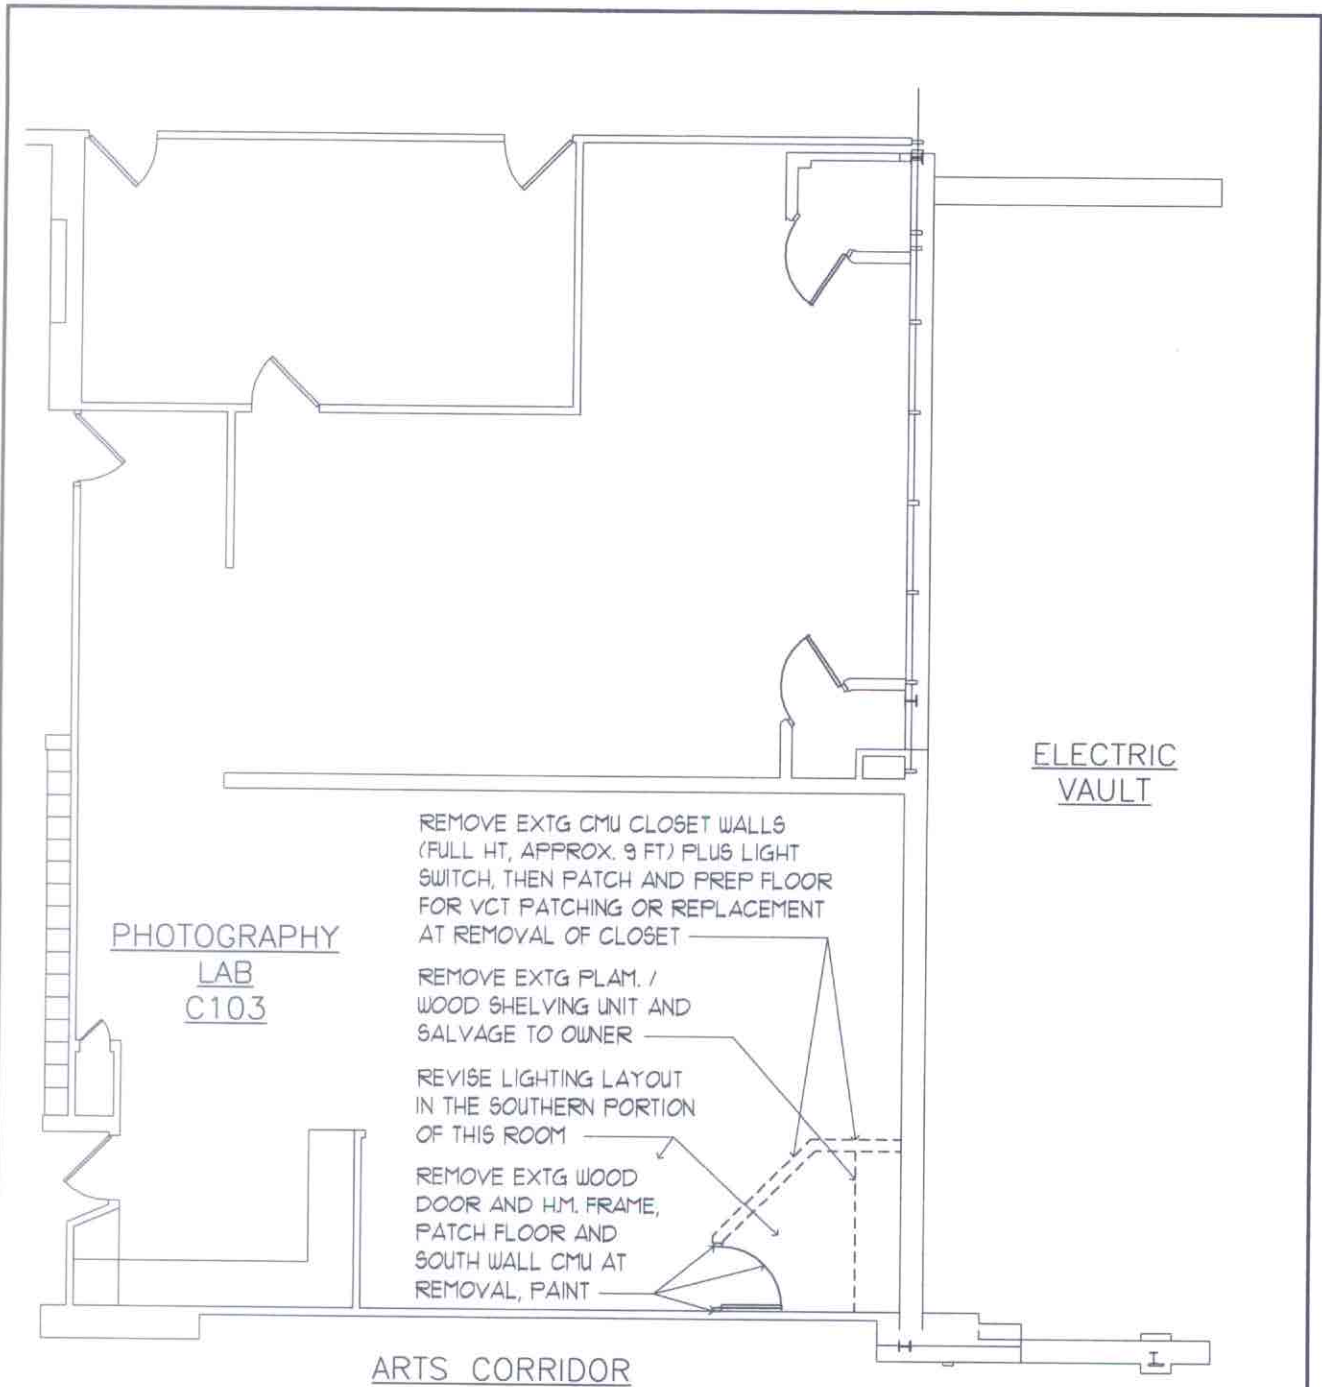 ELECTRIC
VAULT
REMOVE EXTG CMU CLOSET WALLS
(FULL HT, APPROX. 9 FT) PLUS LIGHT
SWITCH, THEN PATCH AND PREP FLOOR
FOR VCT PATCHING OR REPLACEMENT
AT REMOVAL OF CLOSET
PHOTOGRAPHY
LAB
C103
REMOVE EXTG PLAM. /
WOOD SHELVING UNIT AND
SALVAGE TO OWNER
REVISE LIGHTING LAYOUT
IN THE SOUTHERN PORTION
OF THIS ROOM
REMOVE EXTG WOOD
DOOR AND H.M. FRAME,
PATCH FLOOR AND
SOUTH WALL CMU AT
REMOVAL, PAINT
ARTS CORRIDOR